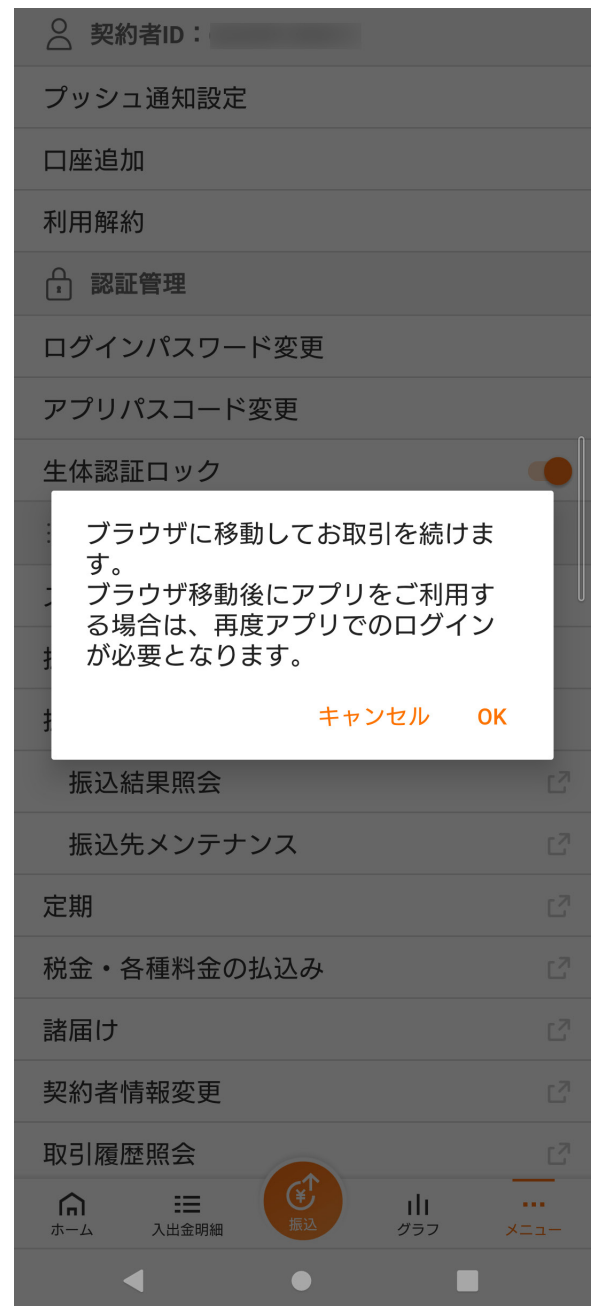 契約者ID：
プッシュ通知設定
口座追加
利用解約
認証管理
ログインパスワード変更
アプリパスコード変更
生体認証ロック
ブラウザに移動してお取引を続けま
す。
ブラウザ移動後にアプリをご利用す
る場合は、再度アプリでのログイン
が必要となります。
キャンセル OK
振込結果照会
振込先メンテナンス
定期
税金・各種料金の払込み
諸届け
契約者情報変更
取引履歴照会
ホーム 入出金明細 振込 グラフ メニュー